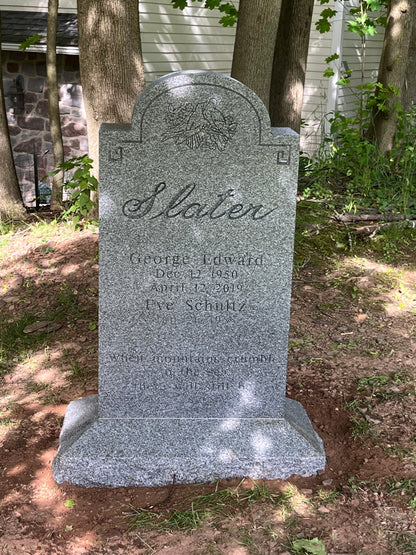 Slater
George Edward
Dec 12 1950
April 12 2019
Eve Schultz
When mountains crumble
to the sea